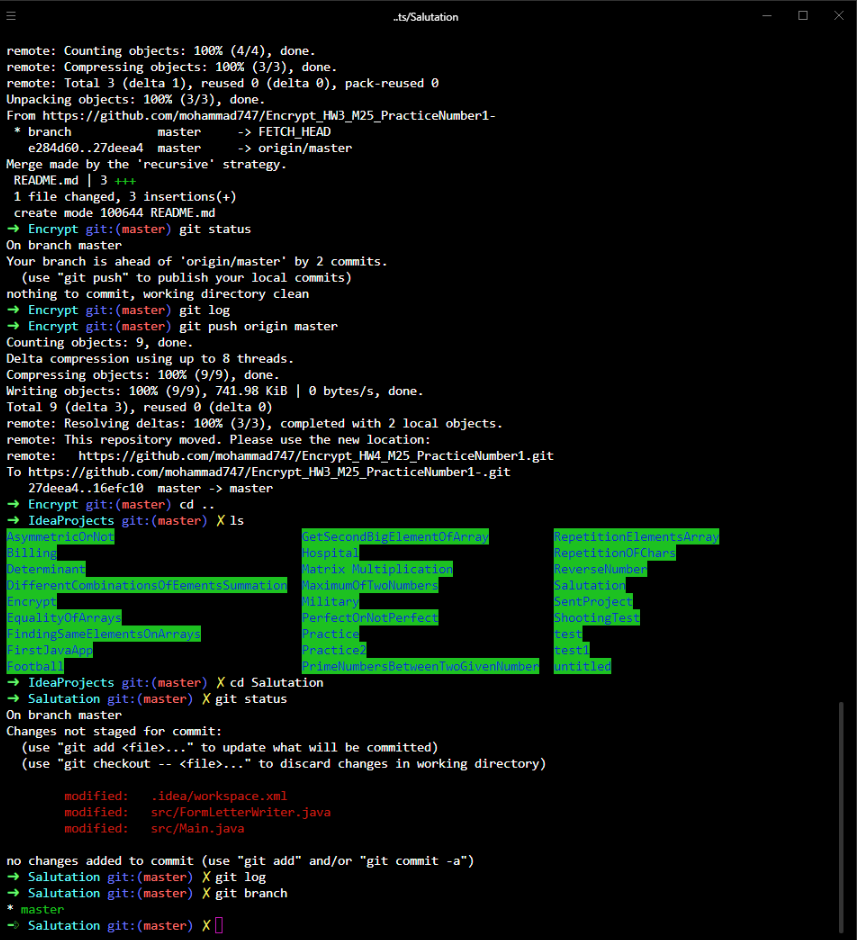 ..ts/Salutation
remote: Counting objects: 100% (4/4), done.
remote: Compressing objects: 100% (3/3), done.
remote: Total 3 (delta 1), reused 0 (delta 0), pack-reused 0
Unpacking objects: 100% (3/3), done.
From https://github.com/mohammad747/Encrypt_HW3_M25_PracticeNumber1-
 * branch            master     -> FETCH_HEAD
   e284d60..27deea4  master     -> origin/master
Merge made by the 'recursive' strategy.
 README.md | 3 +++
 1 file changed, 3 insertions(+)
 create mode 100644 README.md
→ Encrypt git:(master) git status
On branch master
Your branch is ahead of 'origin/master' by 2 commits.
  (use "git push" to publish your local commits)
nothing to commit, working directory clean
→ Encrypt git:(master) git log
→ Encrypt git:(master) git push origin master
Counting objects: 9, done.
Delta compression using up to 8 threads.
Compressing objects: 100% (9/9), done.
Writing objects: 100% (9/9), 741.98 KiB | 0 bytes/s, done.
Total 9 (delta 3), reused 0 (delta 0)
remote: Resolving deltas: 100% (3/3), completed with 2 local objects.
remote: This repository moved. Please use the new location:
remote:   https://github.com/mohammad747/Encrypt_HW4_M25_PracticeNumber1.git
To https://github.com/mohammad747/Encrypt_HW3_M25_PracticeNumber1-.git
   27deea4..16efc10  master -> master
→ Encrypt git:(master) cd ..
→ IdeaProjects git:(master) ✗ ls
AsymmetricOrNot GetSecondBigElementOfArray RepetitionElementsArray
Billing Hospital RepetitionOFChars
Determinant Matrix Multiplication ReverseNumber
DifferentCombinationsOfEementsSummation MaximumOfTwoNumbers Salutation
Encrypt Military SentProject
EqualityOfArrays PerfectOrNotPerfect ShootingTest
FindingSameElementsOnArrays Practice test
FirstJavaApp Practice2 test1
Football PrimeNumbersBetweenTwoGivenNumber untitled
→ IdeaProjects git:(master) ✗ cd Salutation
→ Salutation git:(master) ✗ git status
On branch master
Changes not staged for commit:
  (use "git add <file>..." to update what will be committed)
  (use "git checkout -- <file>..." to discard changes in working directory)
modified:   .idea/workspace.xml
modified:   src/FormLetterWriter.java
modified:   src/Main.java
no changes added to commit (use "git add" and/or "git commit -a")
→ Salutation git:(master) ✗ git log
→ Salutation git:(master) ✗ git branch
* master
→ Salutation git:(master) ✗